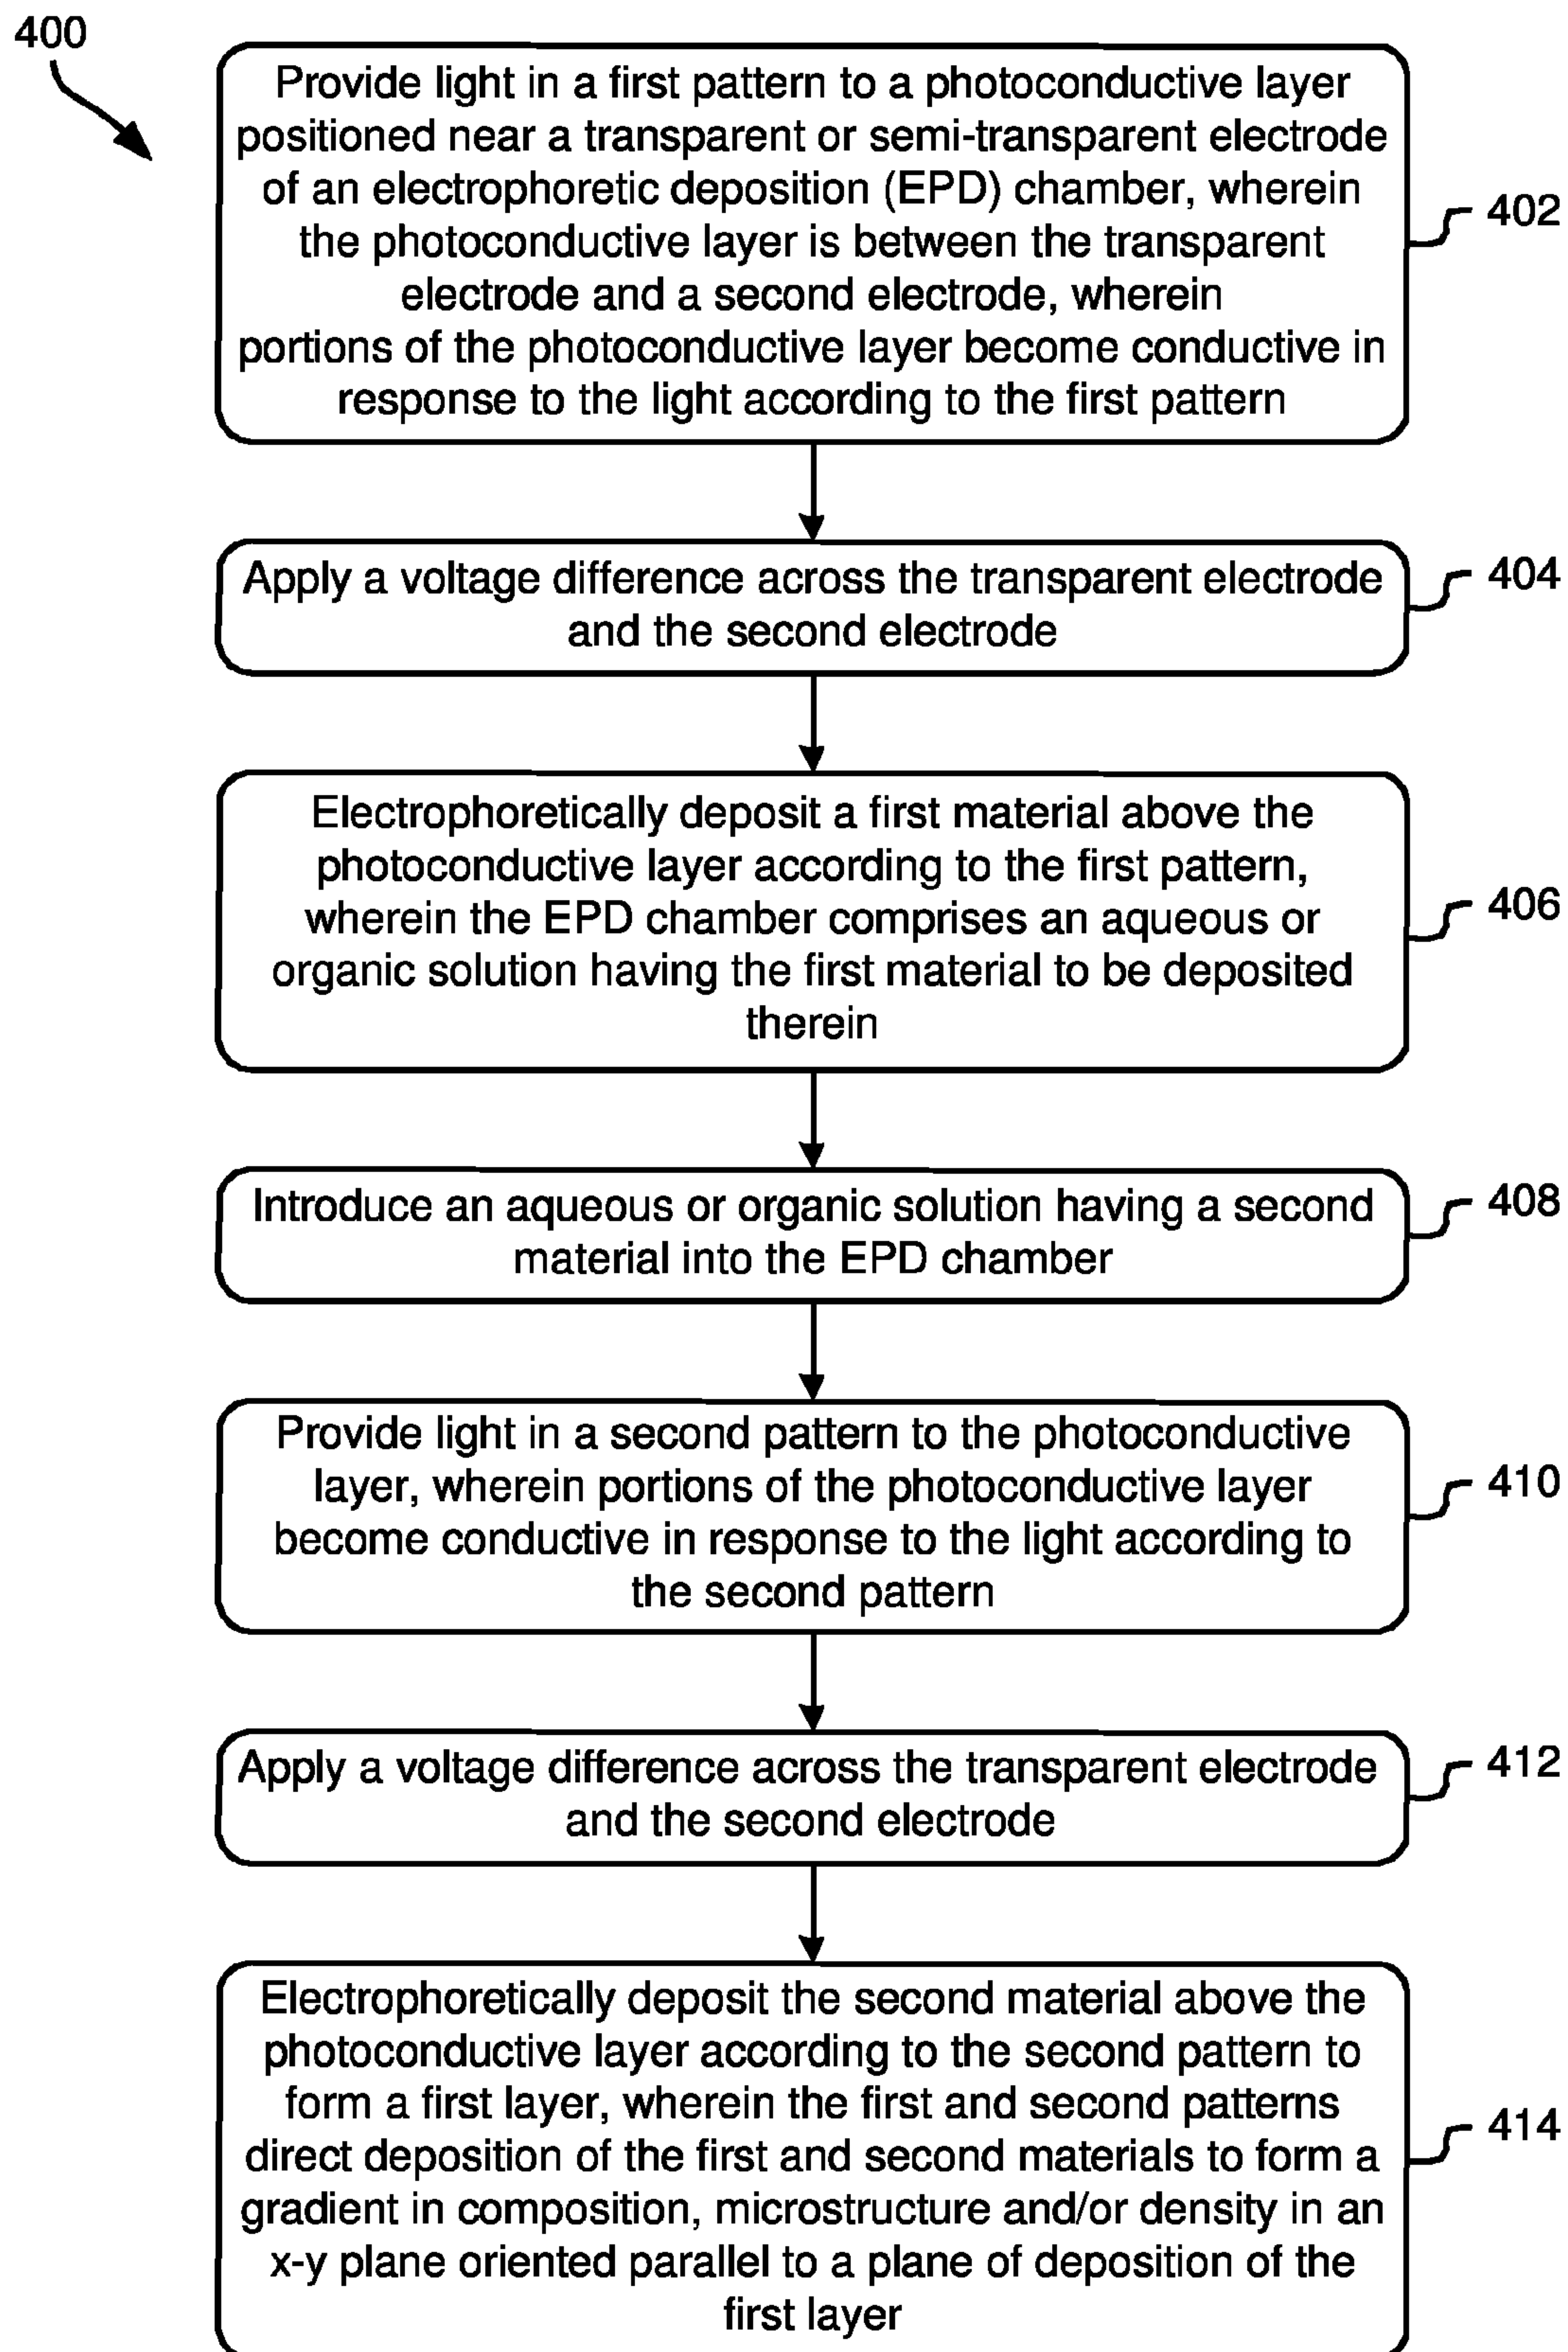 400
Provide light in a first pattern to a photoconductive layer
positioned near a transparent or semi-transparent electrode
of an electrophoretic deposition (EPD) chamber, wherein
the photoconductive layer is between the transparent
electrode and a second electrode, wherein
portions of the photoconductive layer become conductive in
response to the light according to the first pattern
402
Apply a voltage difference across the transparent electrode
and the second electrode
404
Electrophoretically deposit a first material above the
photoconductive layer according to the first pattern,
wherein the EPD chamber comprises an aqueous or
organic solution having the first material to be deposited
therein
406
Introduce an aqueous or organic solution having a second
material into the EPD chamber
408
Provide light in a second pattern to the photoconductive
layer, wherein portions of the photoconductive layer
become conductive in response to the light according to
the second pattern
410
Apply a voltage difference across the transparent electrode
and the second electrode
412
Electrophoretically deposit the second material above the
photoconductive layer according to the second pattern to
form a first layer, wherein the first and second patterns
direct deposition of the first and second materials to form a
gradient in composition, microstructure and/or density in an
x-y plane oriented parallel to a plane of deposition of the
first layer
414